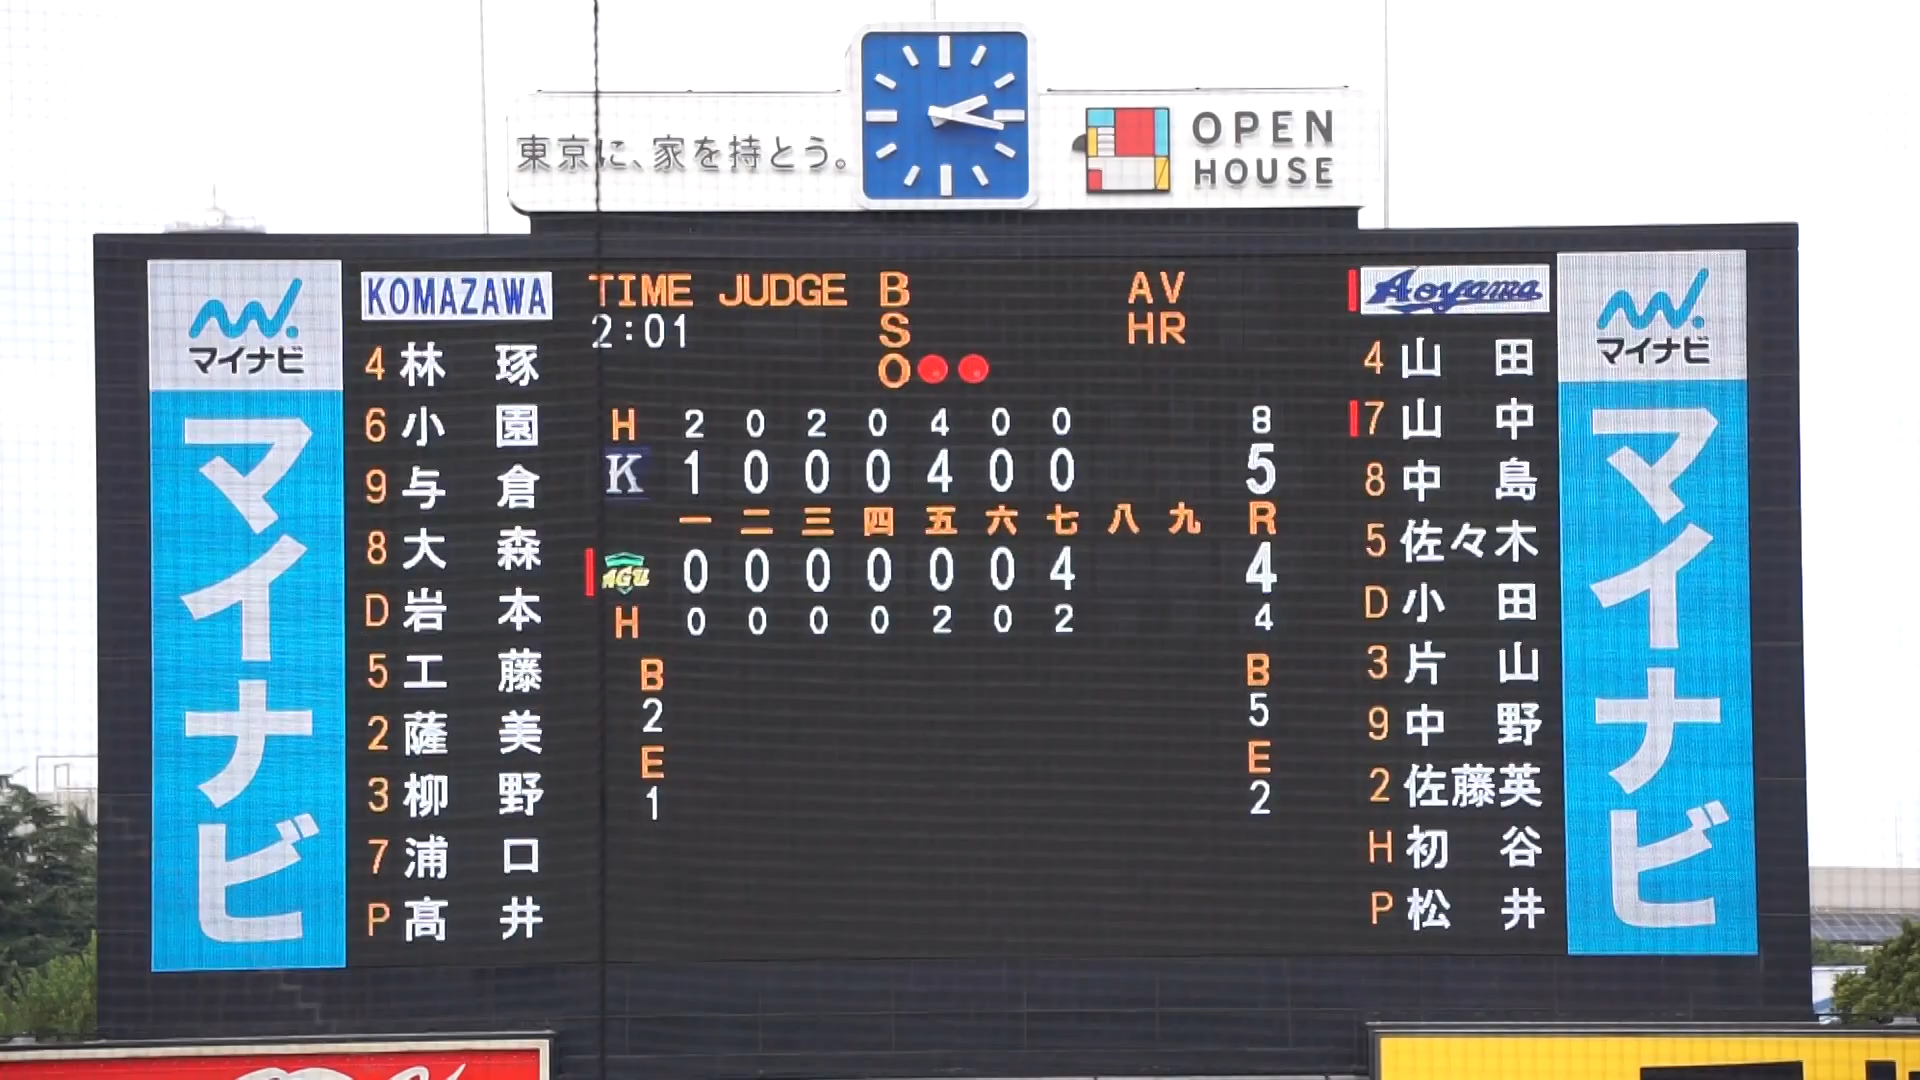 東京に、家を持とう。
OPEN
HOUSE
マイナビ
マイナビ
KOMAZAWA
4 林 琢
6 小 園
9 与 倉
8 大 森
D 岩 本
5 工 藤
2 薩 美
3 柳 野
7 浦 口
P 髙 井
TIME JUDGE B AV
2:01 S HR
O
H 2 0 2 0 4 0 0 8
K 1 0 0 0 4 0 0 5
一 二 三 四 五 六 七 八 九 R
AGU 0 0 0 0 0 0 4 4
H 0 0 0 0 2 0 2 4
B B
2 5
E E
1 2
Aoyama
4 山 田
7 山 中
8 中 島
5 佐々木
D 小 田
3 片 山
9 中 野
2 佐藤英
H 初 谷
P 松 井
マイナビ
マイナビ